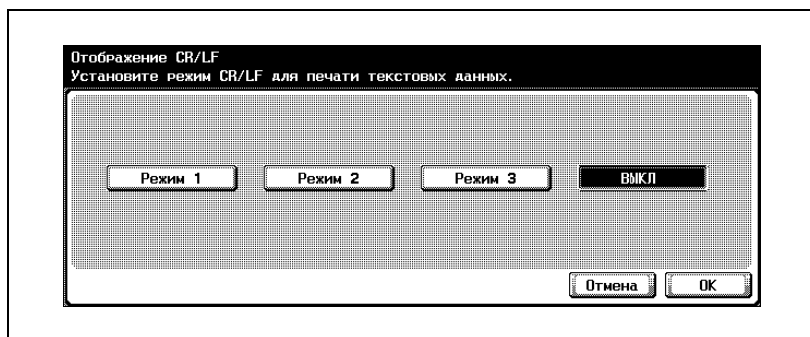 Отображение CR/LF
Установите режим CR/LF для печати текстовых данных.
Режим 1 Режим 2 Режим 3 ВЫКЛ
Отмена OK